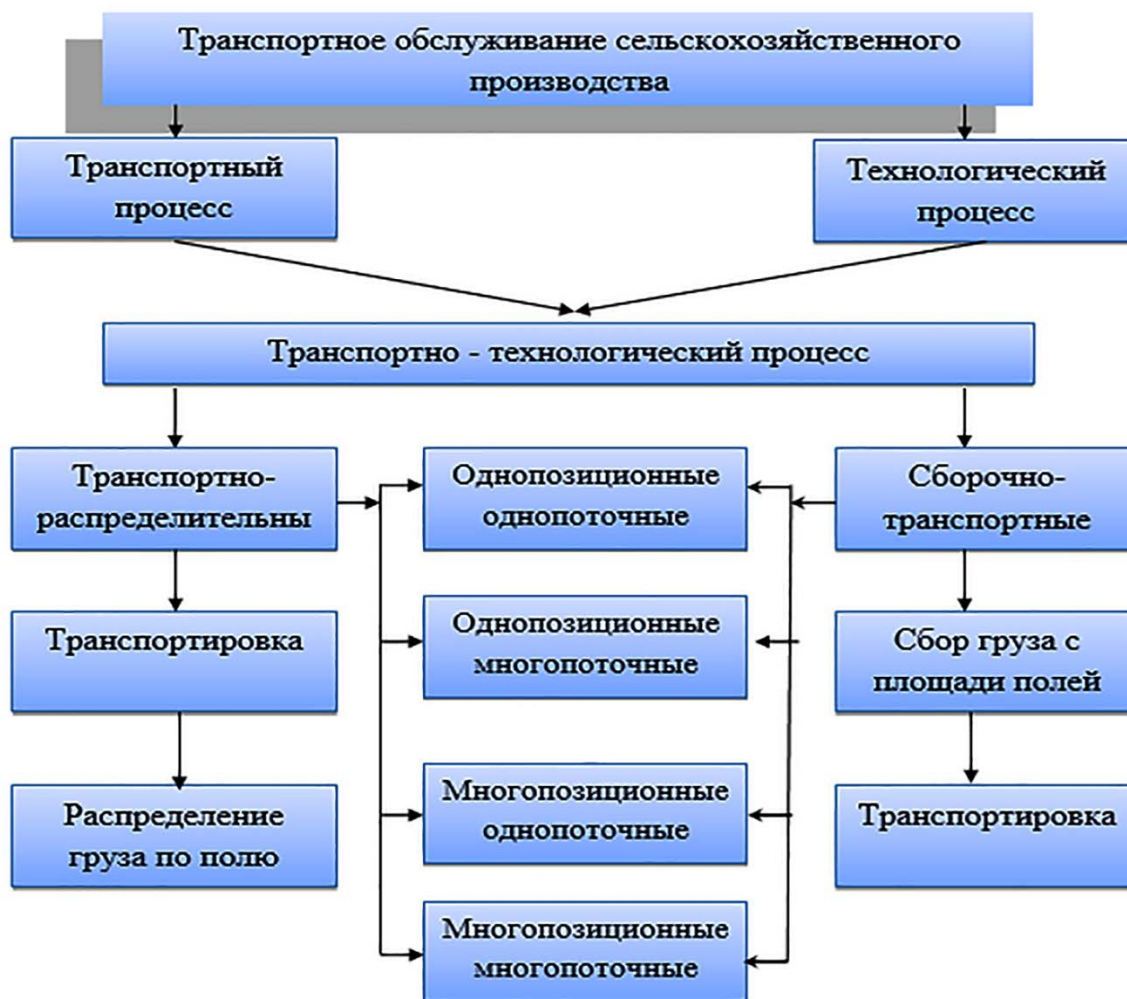 Транспортное обслуживание сельскохозяйственного
производства
Транспортный
процесс
Технологический
процесс
Транспортно - технологический процесс
Транспортно-
распределительны
Однопозиционные
однопоточные
Сборочно-
транспортные
Транспортировка
Однопозиционные
многопоточные
Сбор груза с
площади полей
Распределение
груза по полю
Многопозиционные
однопоточные
Транспортировка
Многопозиционные
многопоточные